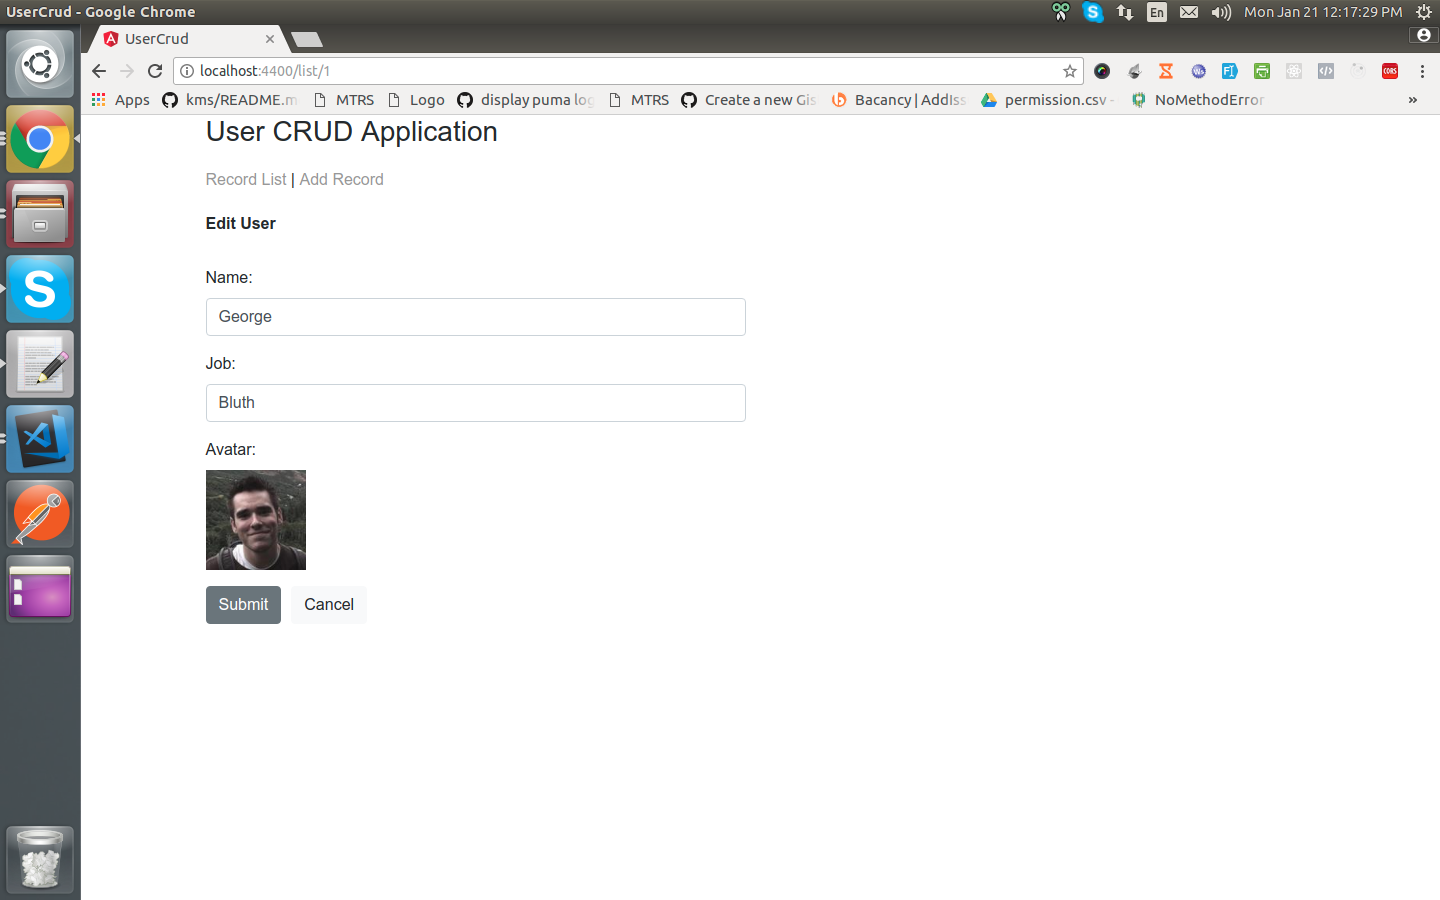 UserCrud - Google Chrome
En
Mon Jan 21 12:17:29 PM
UserCrud
localhost:4400/list/1
Apps
kms/README.m
MTRS
Logo
display puma log
MTRS
Create a new Gis
Bacancy | AddIss
permission.csv -
NoMethodError
»
User CRUD Application
Record List | Add Record
Edit User
Name:
George
Job:
Bluth
Avatar:
Submit
Cancel